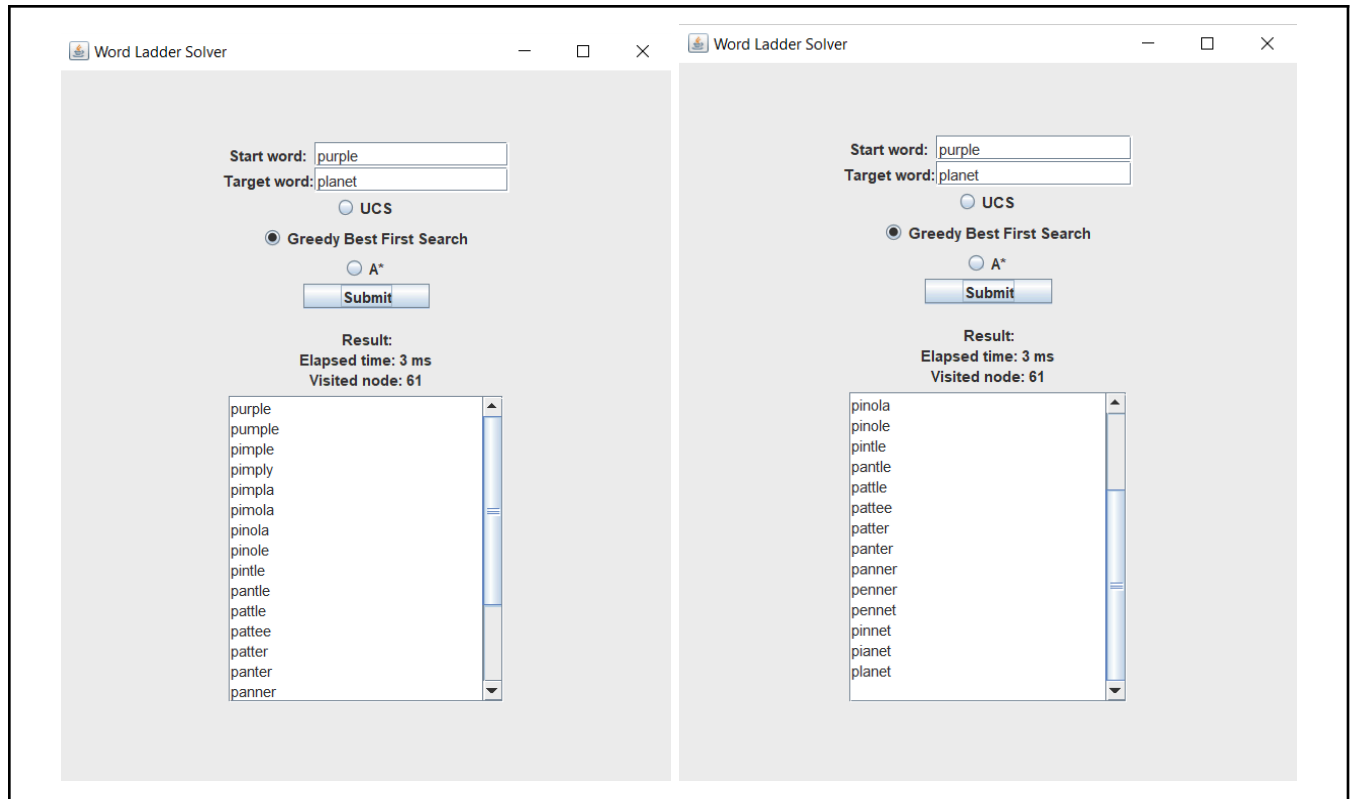 Word Ladder Solver
Start word: purple
Target word: planet
UCS
Greedy Best First Search
A*
Submit
Result:
Elapsed time: 3 ms
Visited node: 61
purple
pumple
pimple
pimply
pimpla
pimola
pinola
pinole
pintle
pantle
pattle
pattee
patter
panter
panner
Word Ladder Solver
Start word: purple
Target word: planet
UCS
Greedy Best First Search
A*
Submit
Result:
Elapsed time: 3 ms
Visited node: 61
pinola
pinole
pintle
pantle
pattle
pattee
patter
panter
panner
penner
pennet
pinnet
pianet
planet